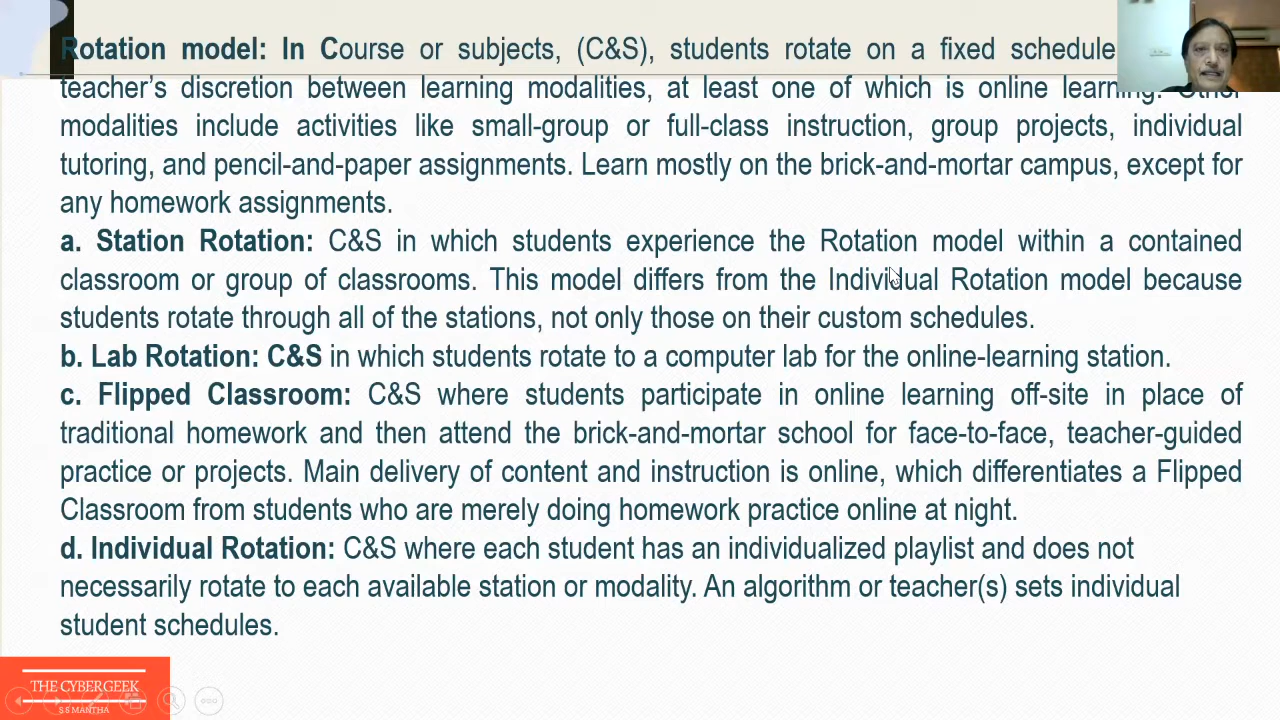 Rotation model: In Course or subjects, (C&S), students rotate on a fixed schedule
teacher’s discretion between learning modalities, at least one of which is online learning. Other
modalities include activities like small-group or full-class instruction, group projects, individual
tutoring, and pencil-and-paper assignments. Learn mostly on the brick-and-mortar campus, except for
any homework assignments.
a. Station Rotation: C&S in which students experience the Rotation model within a contained
classroom or group of classrooms. This model differs from the Individual Rotation model because
students rotate through all of the stations, not only those on their custom schedules.
b. Lab Rotation: C&S in which students rotate to a computer lab for the online-learning station.
c. Flipped Classroom: C&S where students participate in online learning off-site in place of
traditional homework and then attend the brick-and-mortar school for face-to-face, teacher-guided
practice or projects. Main delivery of content and instruction is online, which differentiates a Flipped
Classroom from students who are merely doing homework practice online at night.
d. Individual Rotation: C&S where each student has an individualized playlist and does not
necessarily rotate to each available station or modality. An algorithm or teacher(s) sets individual
student schedules.
THE CYBERGEEK
S S MANTHA